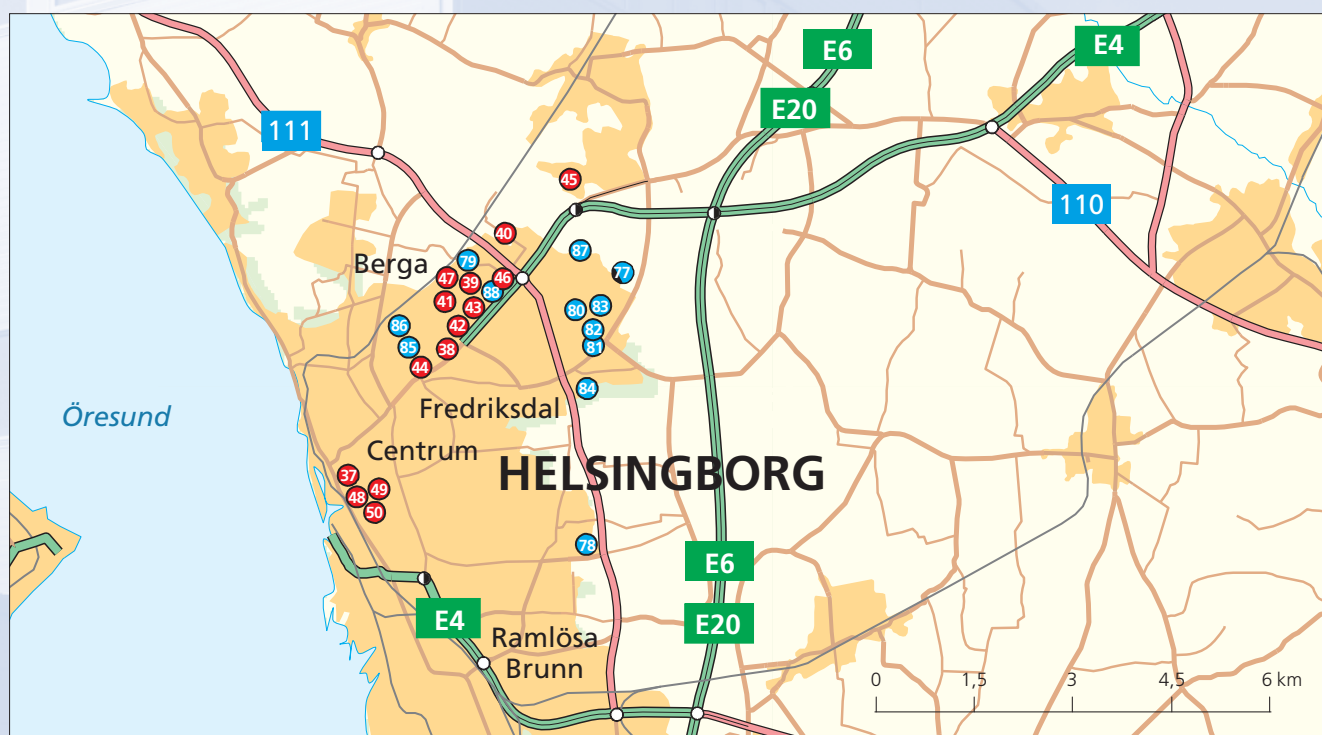 E6
E4
E20
111
45
110
40
87
Berga
79
77
47
39
46
88
41
43
80
83
86
42
82
85
38
81
44
84
Öresund
Fredriksdal
Centrum
HELSINGBORG
37
49
48
50
78
E6
E4
E20
Ramlösa
Brunn
0 1,5 3 4,5 6 km